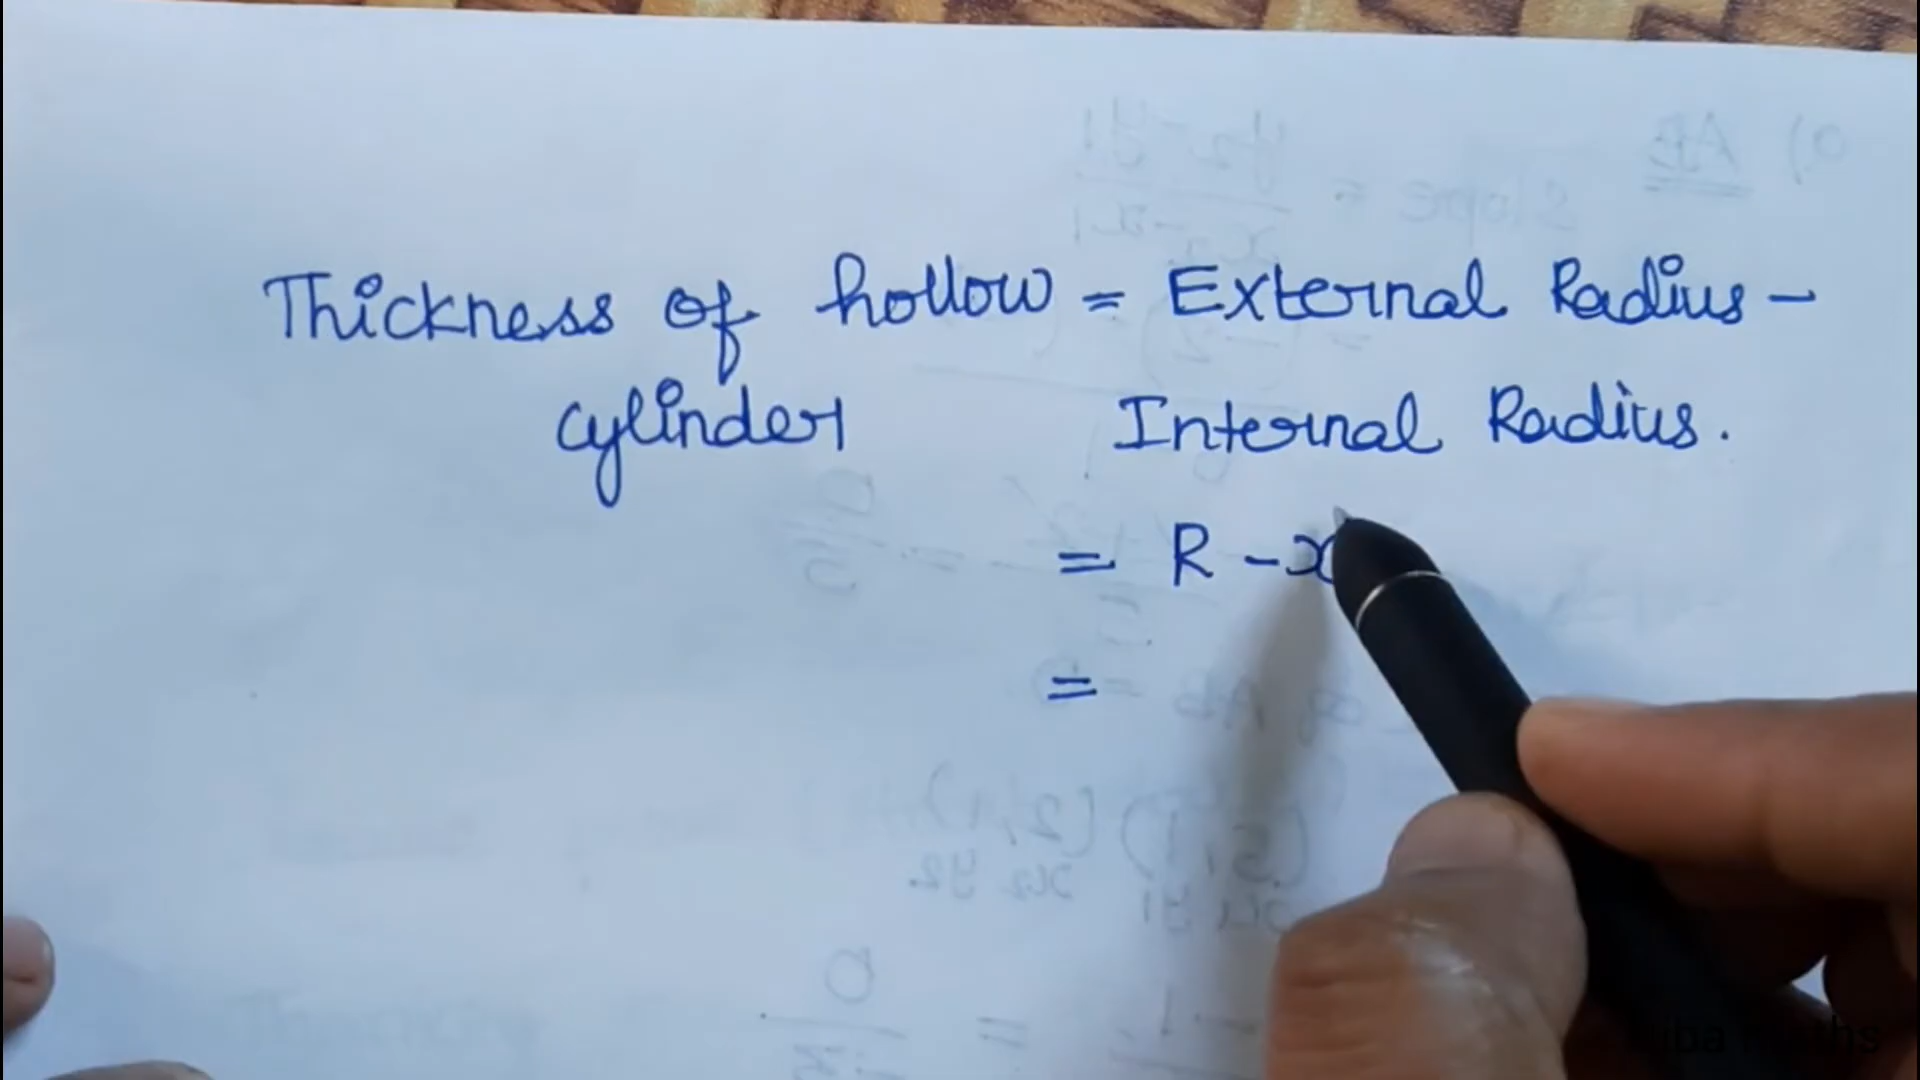 Thickness of hollow = External Radius -
cylinder Internal Radius.
= R - r
=